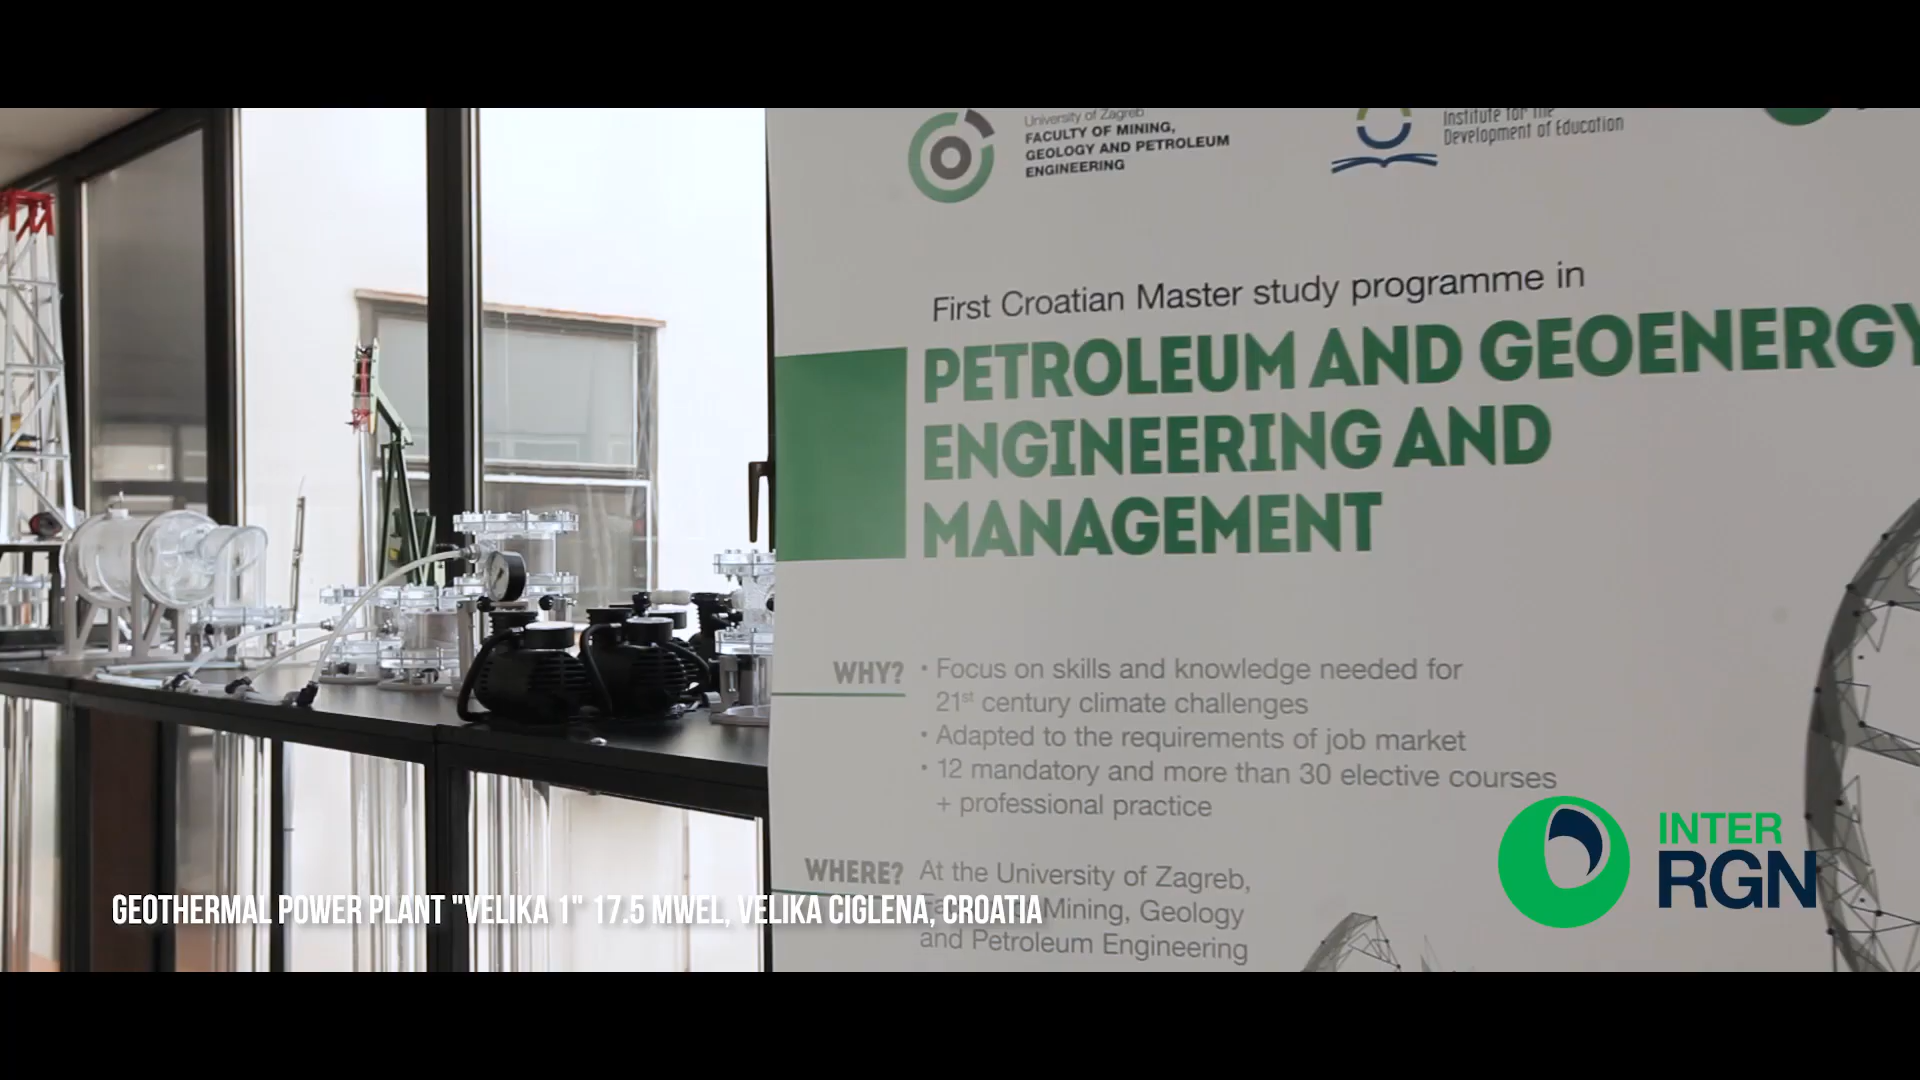 University of Zagreb
FACULTY OF MINING,
GEOLOGY AND PETROLEUM
ENGINEERING
Institute for the
Development of Education
First Croatian Master study programme in
PETROLEUM AND GEOENERGY
ENGINEERING AND
MANAGEMENT
WHY?
• Focus on skills and knowledge needed for
21st century climate challenges
• Adapted to the requirements of job market
• 12 mandatory and more than 30 elective courses
+ professional practice
WHERE?
At the University of Zagreb,
Mining, Geology
and Petroleum Engineering
GEOTHERMAL POWER PLANT "VELIKA 1" 17.5 MWEL, VELIKA CIGLENA, CROATIA
INTER
RGN